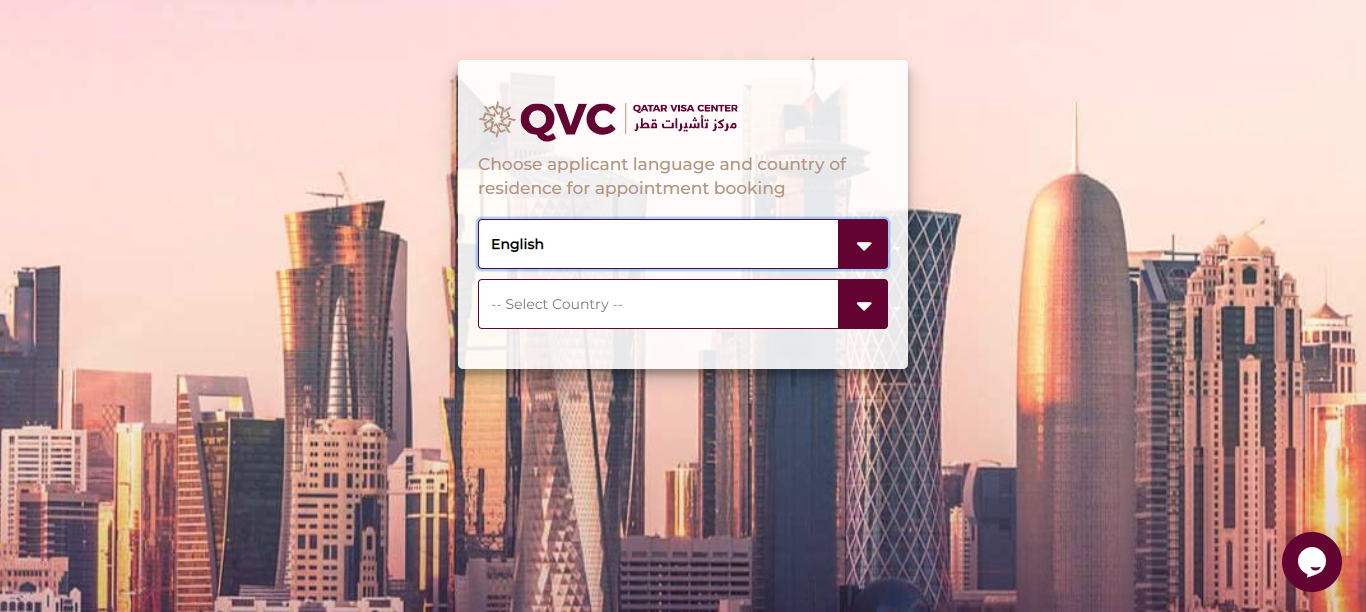 QVC
QATAR VISA CENTER
مركز تأشيرات قطر
Choose applicant language and country of
residence for appointment booking
English
-- Select Country --